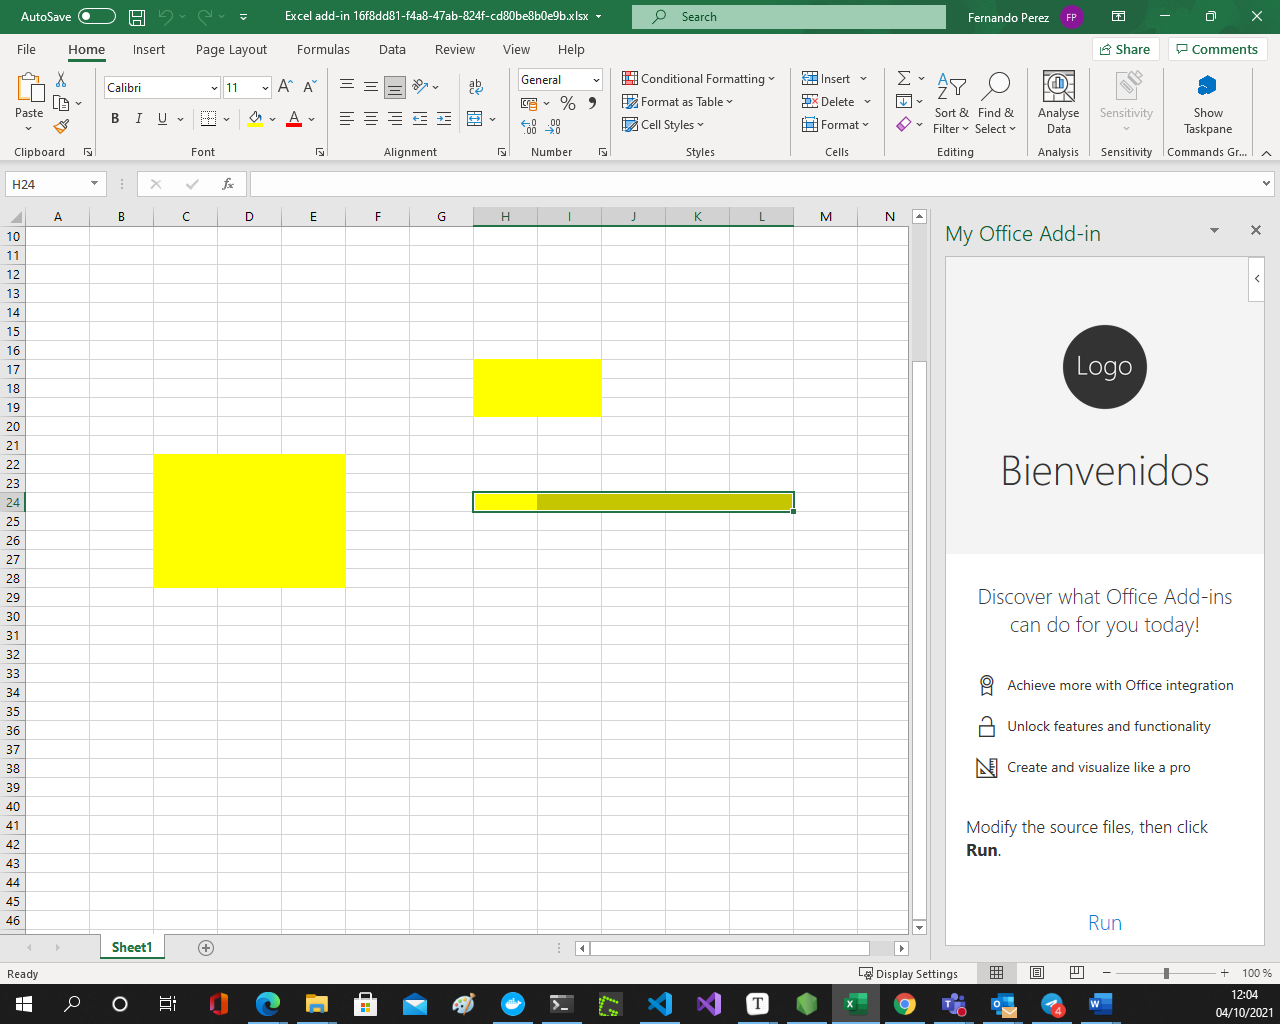 AutoSave
Excel add-in 16f8dd81-f4a8-47ab-824f-cd80be8b0e9b.xlsx
Search
Fernando Perez
FP
File Home Insert Page Layout Formulas Data Review View Help
Share
Comments
Paste
Clipboard
Calibri
11
B I U
A A
Font
Alignment
ab
c
General
%
Number
Conditional Formatting
Format as Table
Cell Styles
Styles
Insert
Delete
Format
Cells
Sort & Filter
Find & Select
Editing
Analyse Data
Analysis
Sensitivity
Sensitivity
Show Taskpane
Commands Gr...
H24
fx
A B C D E F G H I J K L M N
10
11
12
13
14
15
16
17
18
19
20
21
22
23
24
25
26
27
28
29
30
31
32
33
34
35
36
37
38
39
40
41
42
43
44
45
46
My Office Add-in
Logo
Bienvenidos
Discover what Office Add-ins
can do for you today!
Achieve more with Office integration
Unlock features and functionality
Create and visualize like a pro
Modify the source files, then click
Run.
Run
Sheet1
Ready
Display Settings
100 %
4
12:04
04/10/2021